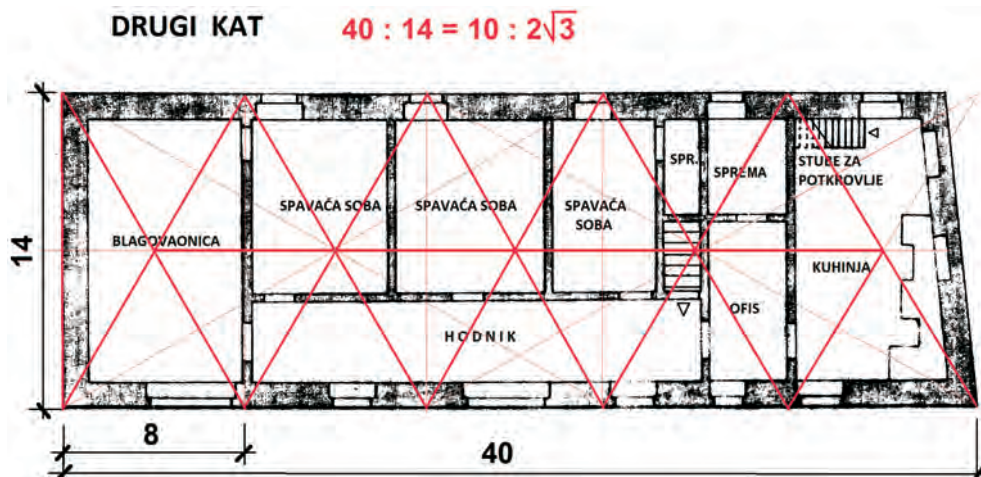 DRUGI KAT
40 : 14 = 10 : 2√3
SPR.
SPREMA
STUBE ZA
POTKROVLJE
SPAVAĆA SOBA
SPAVAĆA SOBA
SPAVAĆA
SOBA
BLAGOVAONICA
14
KUHINJA
OFIS
HODNIK
8
40